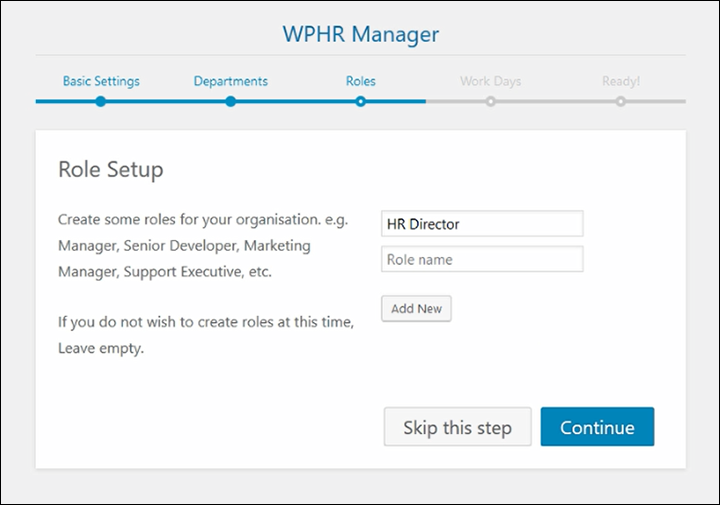 WPHR Manager
Basic Settings
Departments
Roles
Work Days
Ready!
Role Setup
Create some roles for your organisation. e.g.
Manager, Senior Developer, Marketing
Manager, Support Executive, etc.
If you do not wish to create roles at this time,
Leave empty.
HR Director
Role name
Add New
Skip this step
Continue